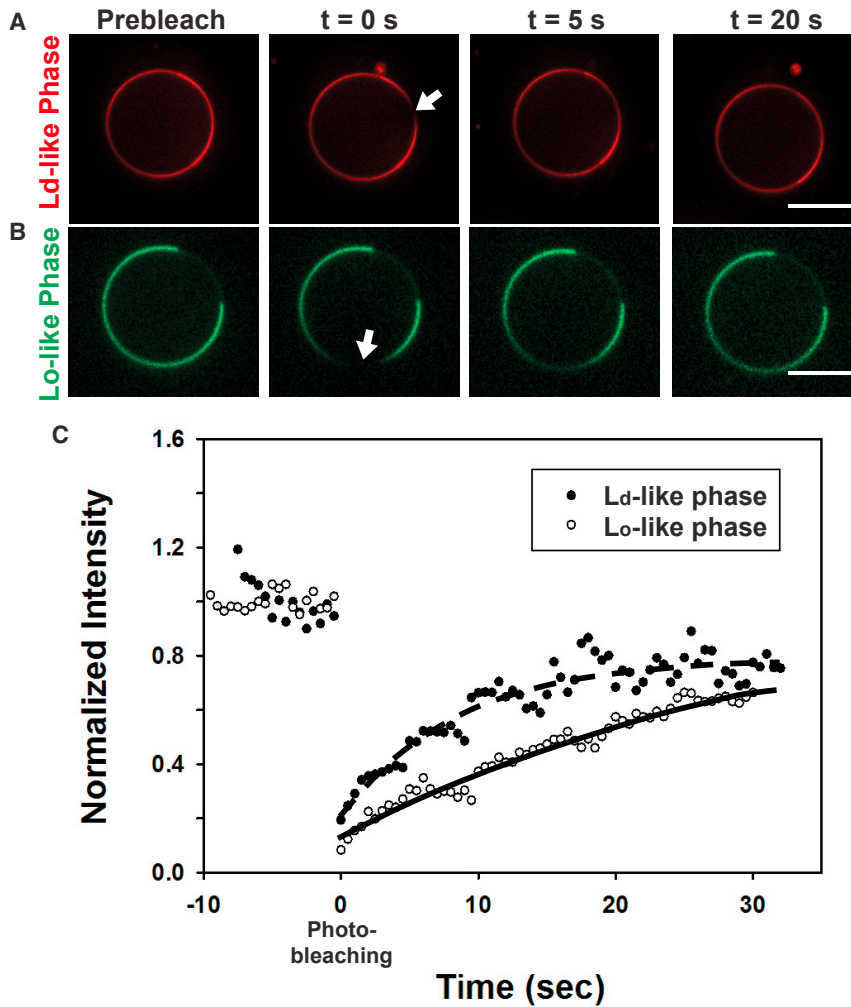 A
Prebleach
t = 0 s
t = 5 s
t = 20 s
Ld-like Phase
B
Lo-like Phase
C
1.6
1.2
0.8
0.4
0.0
Normalized Intensity
Ld-like phase
Lo-like phase
-10
0
10
20
30
Photo-
bleaching
Time (sec)